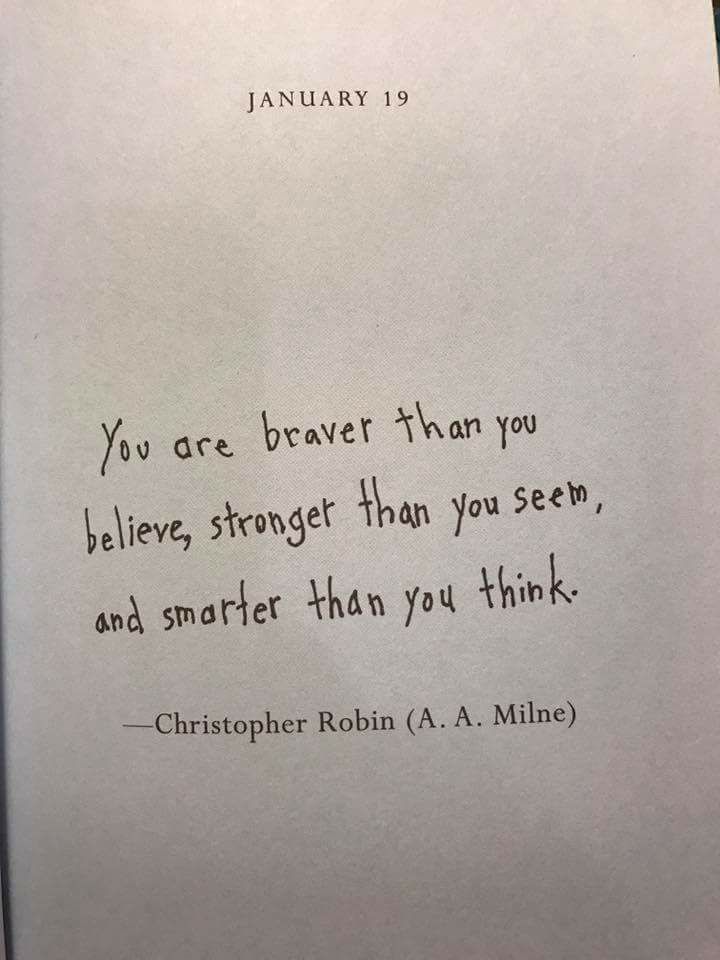 JANUARY 19
You are braver than you
believe, stronger than you seem,
and smarter than you think.
—Christopher Robin (A. A. Milne)